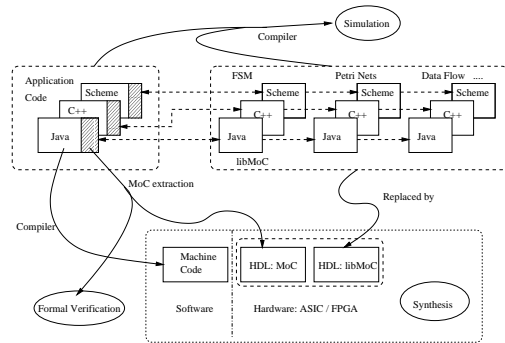 Simulation
Compiler
Application
Code
Scheme
C++
Java
FSM
Petri Nets
Data Flow ....
Scheme
Scheme
Scheme
C++
C++
C++
Java
Java
Java
libMoC
MoC extraction
Replaced by
Compiler
Machine
Code
HDL: MoC
HDL: libMoC
Formal Verification
Software
Hardware: ASIC / FPGA
Synthesis